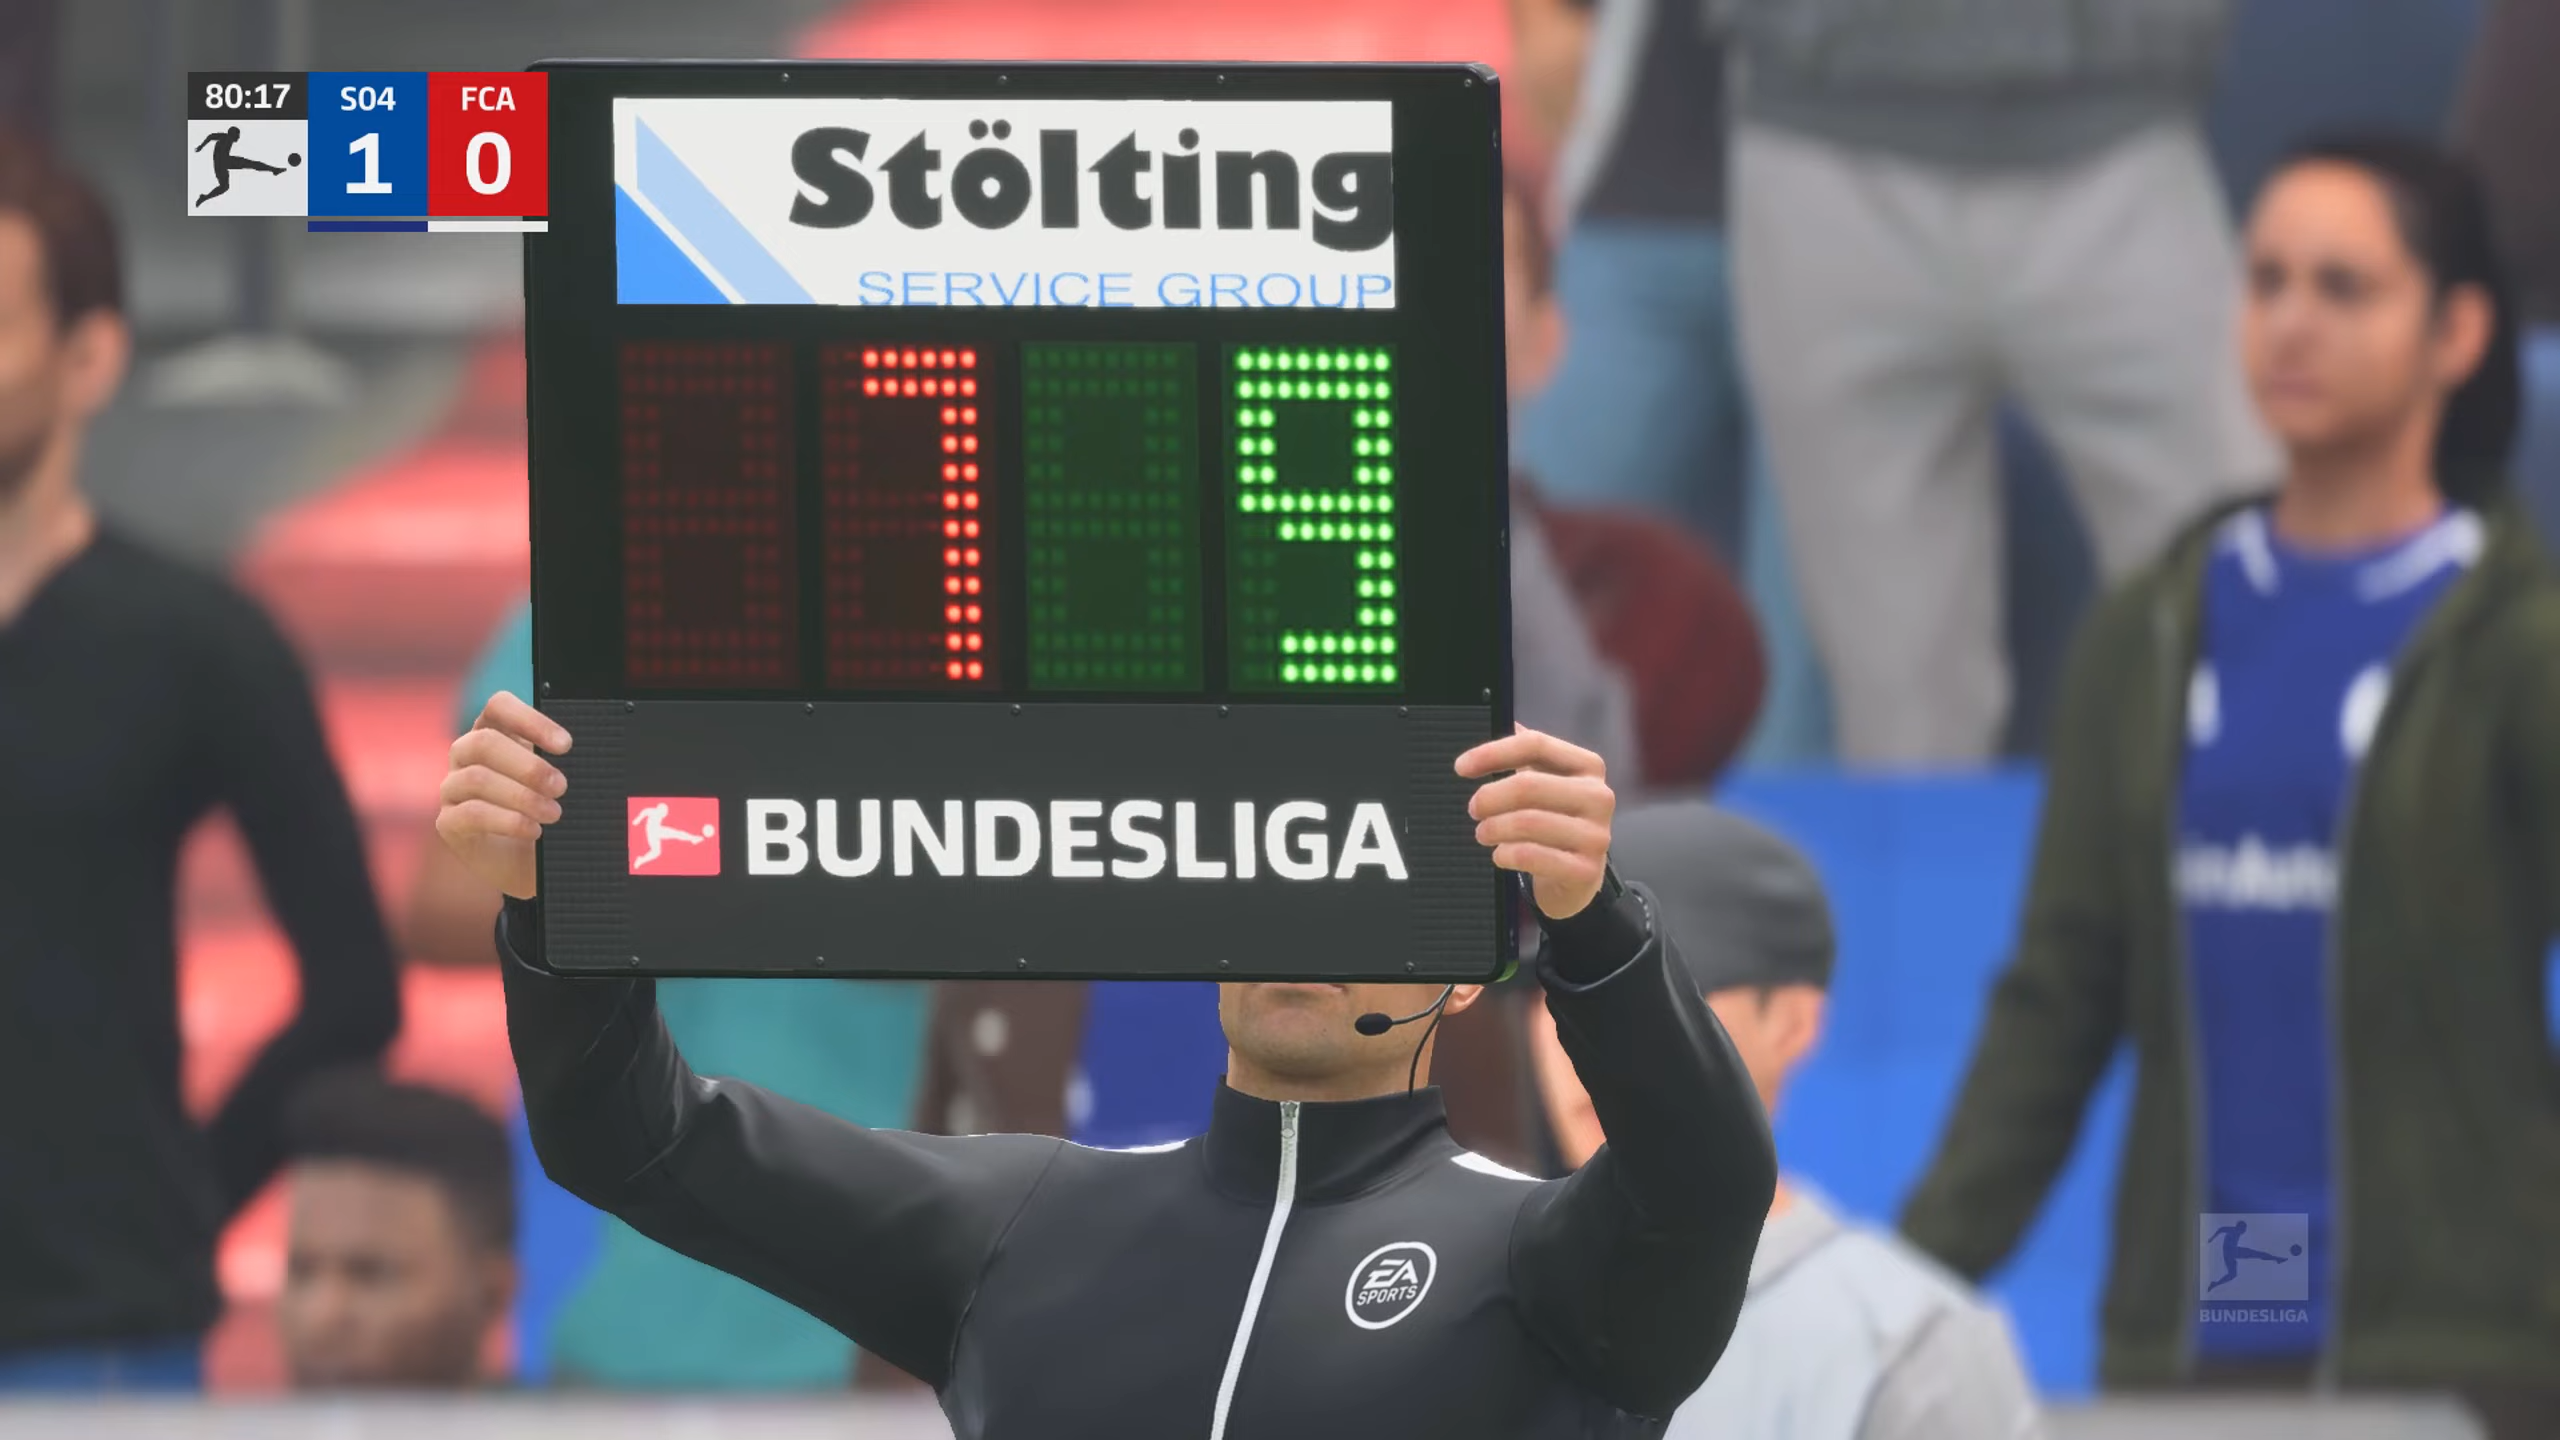 80:17 S04 FCA
1 0
Stölting
SERVICE GROUP
7 9
BUNDESLIGA
EA
SPORTS
BUNDESLIGA